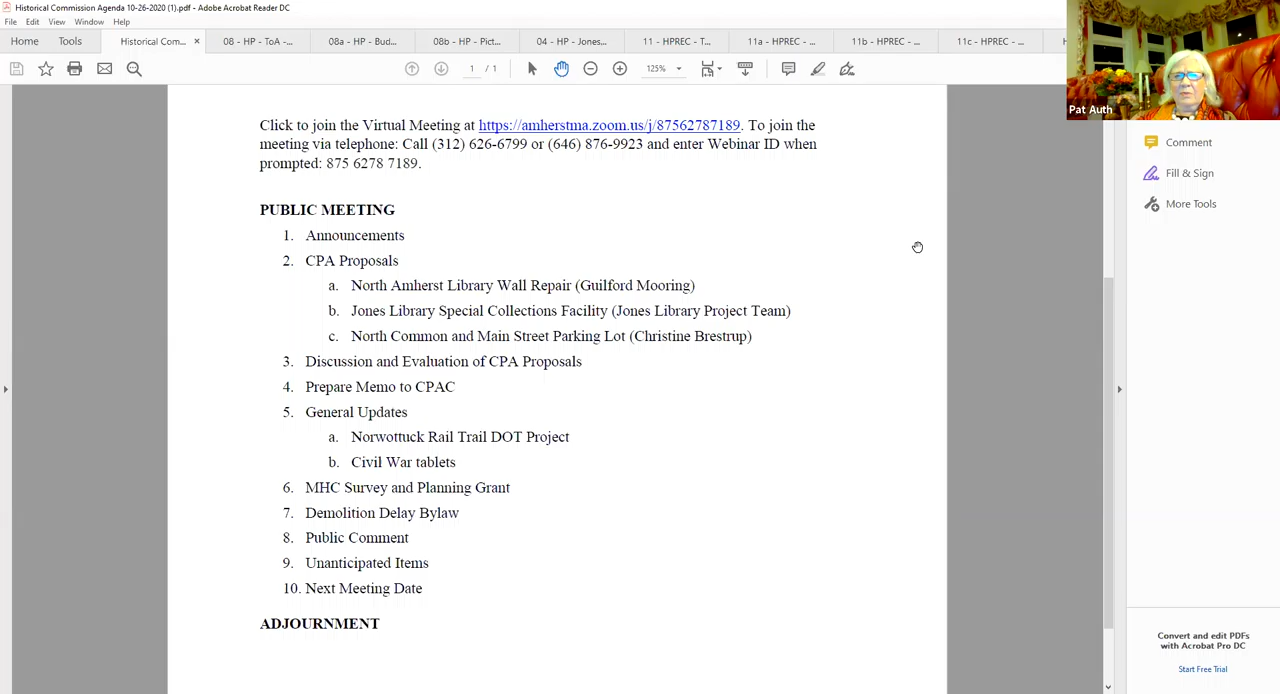 Historical Commission Agenda 10-26-2020 (1).pdf - Adobe Acrobat Reader DC
File Edit View Window Help
Home Tools Historical Com... × 08 - HP - ToA -... 08a - HP - Bud... 08b - HP - Pict... 04 - HP - Jones... 11 - HPREC - T... 11a - HPREC - ... 11b - HPREC - ... 11c - HPREC - ...
1 / 1 125%
Pat Auth
Click to join the Virtual Meeting at https://amherstma.zoom.us/j/87562787189. To join the
meeting via telephone: Call (312) 626-6799 or (646) 876-9923 and enter Webinar ID when
prompted: 875 6278 7189.
PUBLIC MEETING
1. Announcements
2. CPA Proposals
a. North Amherst Library Wall Repair (Guilford Mooring)
b. Jones Library Special Collections Facility (Jones Library Project Team)
c. North Common and Main Street Parking Lot (Christine Brestrup)
3. Discussion and Evaluation of CPA Proposals
4. Prepare Memo to CPAC
5. General Updates
a. Norwottuck Rail Trail DOT Project
b. Civil War tablets
6. MHC Survey and Planning Grant
7. Demolition Delay Bylaw
8. Public Comment
9. Unanticipated Items
10. Next Meeting Date
ADJOURNMENT
Comment
Fill & Sign
More Tools
Convert and edit PDFs
with Acrobat Pro DC
Start Free Trial